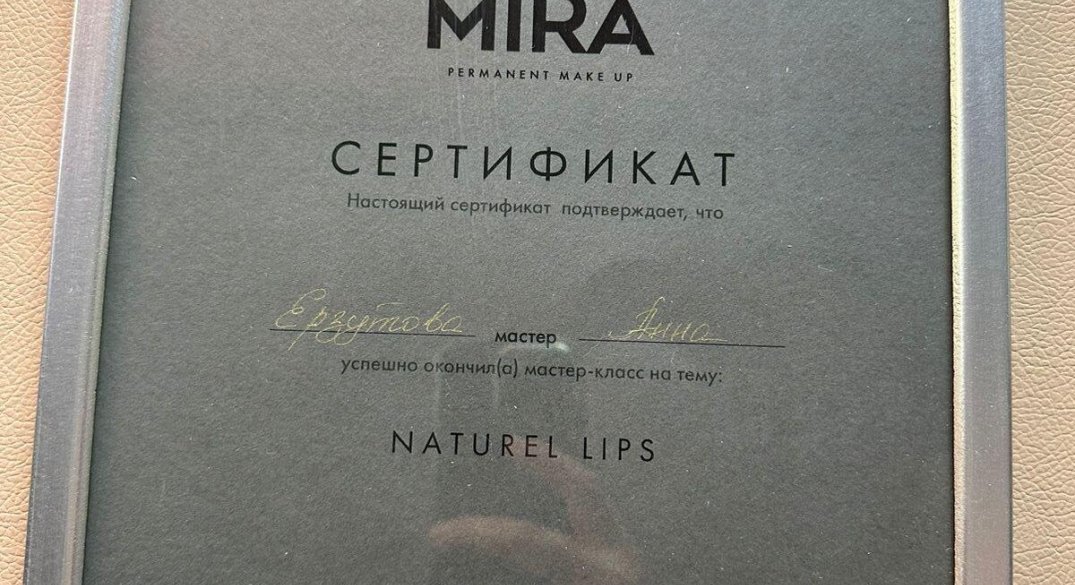 MIRA
PERMANENT MAKE UP
СЕРТИФИКАТ
Настоящий сертификат подтверждает, что
Ерзутова мастер Анна
успешно окончил(а) мастер-класс на тему:
NATUREL LIPS